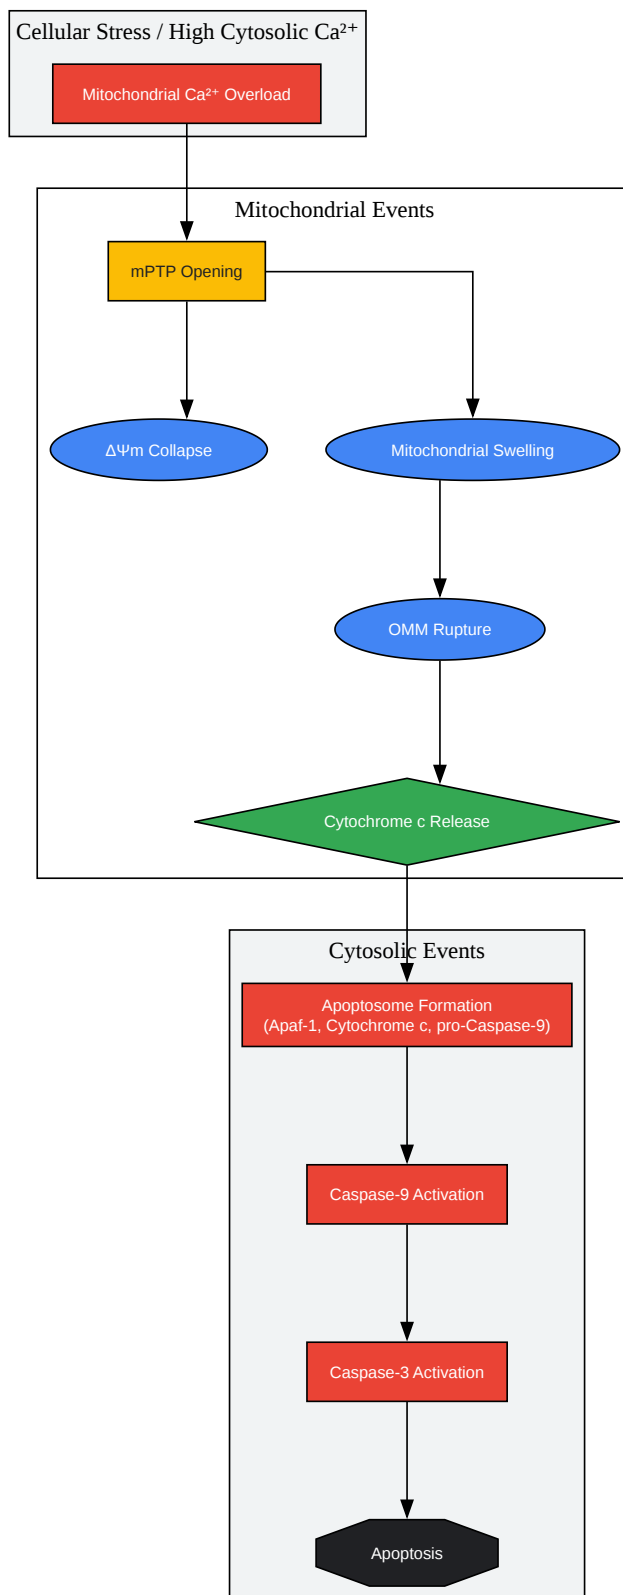 Cellular Stress / High Cytosolic Ca²⁺
Mitochondrial Ca²⁺ Overload
Mitochondrial Events
mPTP Opening
ΔΨm Collapse
Mitochondrial Swelling
OMM Rupture
Cytochrome c Release
Cytosolic Events
Apoptosome Formation
(Apaf-1, Cytochrome c, pro-Caspase-9)
Caspase-9 Activation
Caspase-3 Activation
Apoptosis